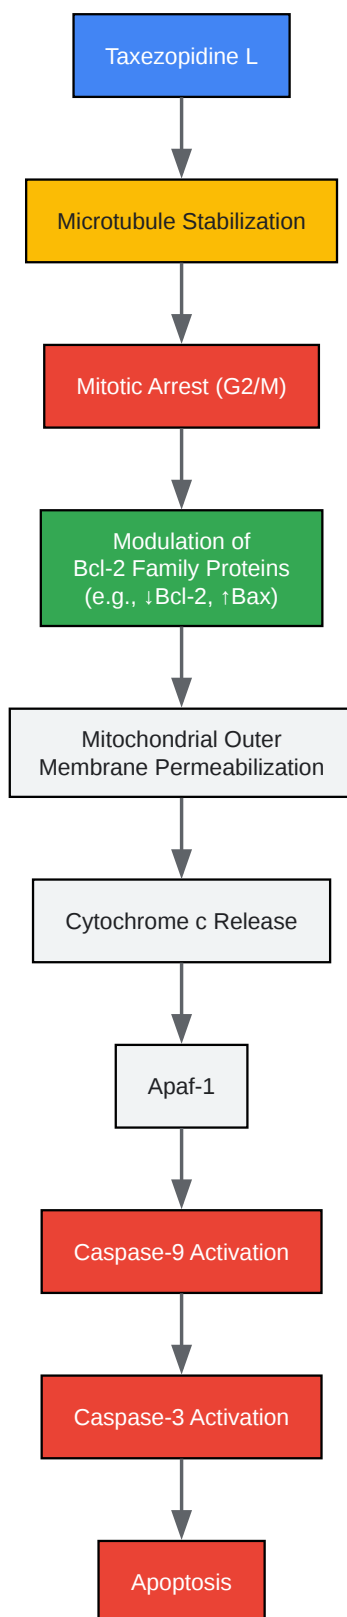 Taxezopidine L
Microtubule Stabilization
Mitotic Arrest (G2/M)
Modulation of
Bcl-2 Family Proteins
(e.g., ↓Bcl-2, ↑Bax)
Mitochondrial Outer
Membrane Permeabilization
Cytochrome c Release
Apaf-1
Caspase-9 Activation
Caspase-3 Activation
Apoptosis